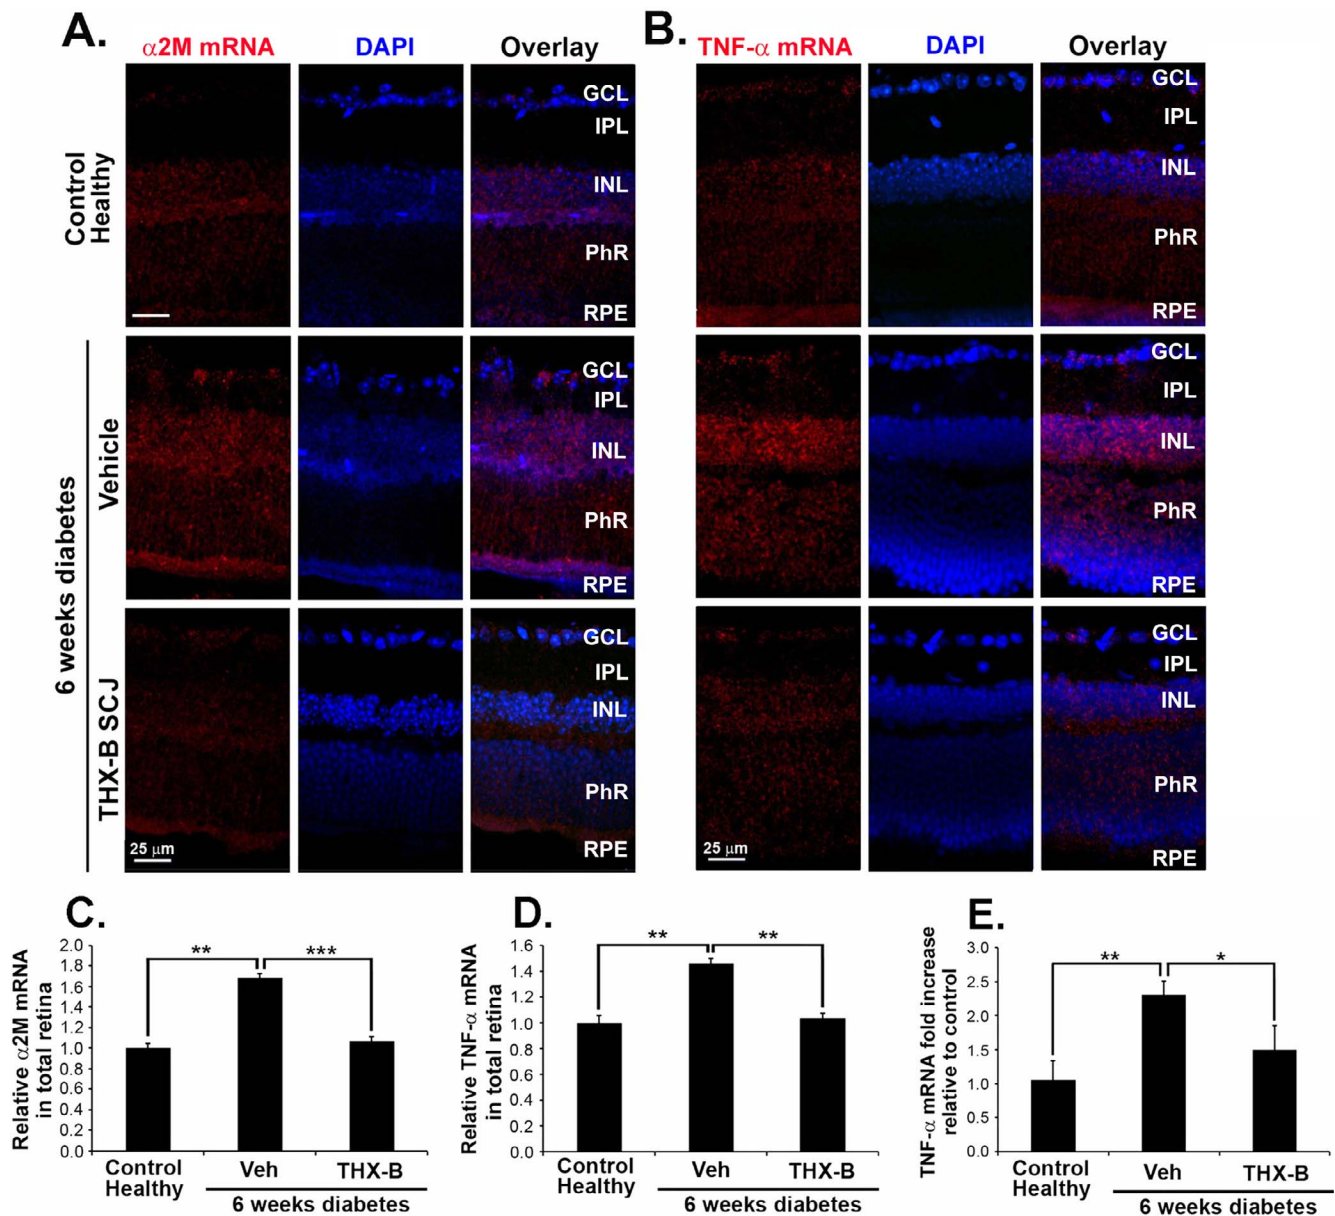 A.
α2M mRNA
DAPI
Overlay
B.
TNF-α mRNA
DAPI
Overlay
Control
Healthy
GCL
IPL
INL
PhR
RPE
GCL
IPL
INL
PhR
RPE
6 weeks diabetes
Vehicle
GCL
IPL
INL
PhR
RPE
GCL
IPL
INL
PhR
RPE
THX-B SCJ
GCL
IPL
INL
PhR
RPE
25 μm
GCL
IPL
INL
PhR
RPE
25 μm
C.
Relative α2M mRNA
in total retina
2.0
1.8
1.6
1.4
1.2
1.0
0.8
0.6
0.4
0.2
0.0
**
***
Control
Healthy
Veh
THX-B
6 weeks diabetes
D.
Relative TNF-α mRNA
in total retina
1.6
1.4
1.2
1.0
0.8
0.6
0.4
0.2
0.0
**
**
Control
Healthy
Veh
THX-B
6 weeks diabetes
E.
TNF-α mRNA fold increase
relative to control
3.0
2.5
2.0
1.5
1.0
0.5
0.0
**
*
Control
Healthy
Veh
THX-B
6 weeks diabetes